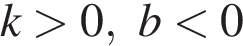 k > 0, b < 0